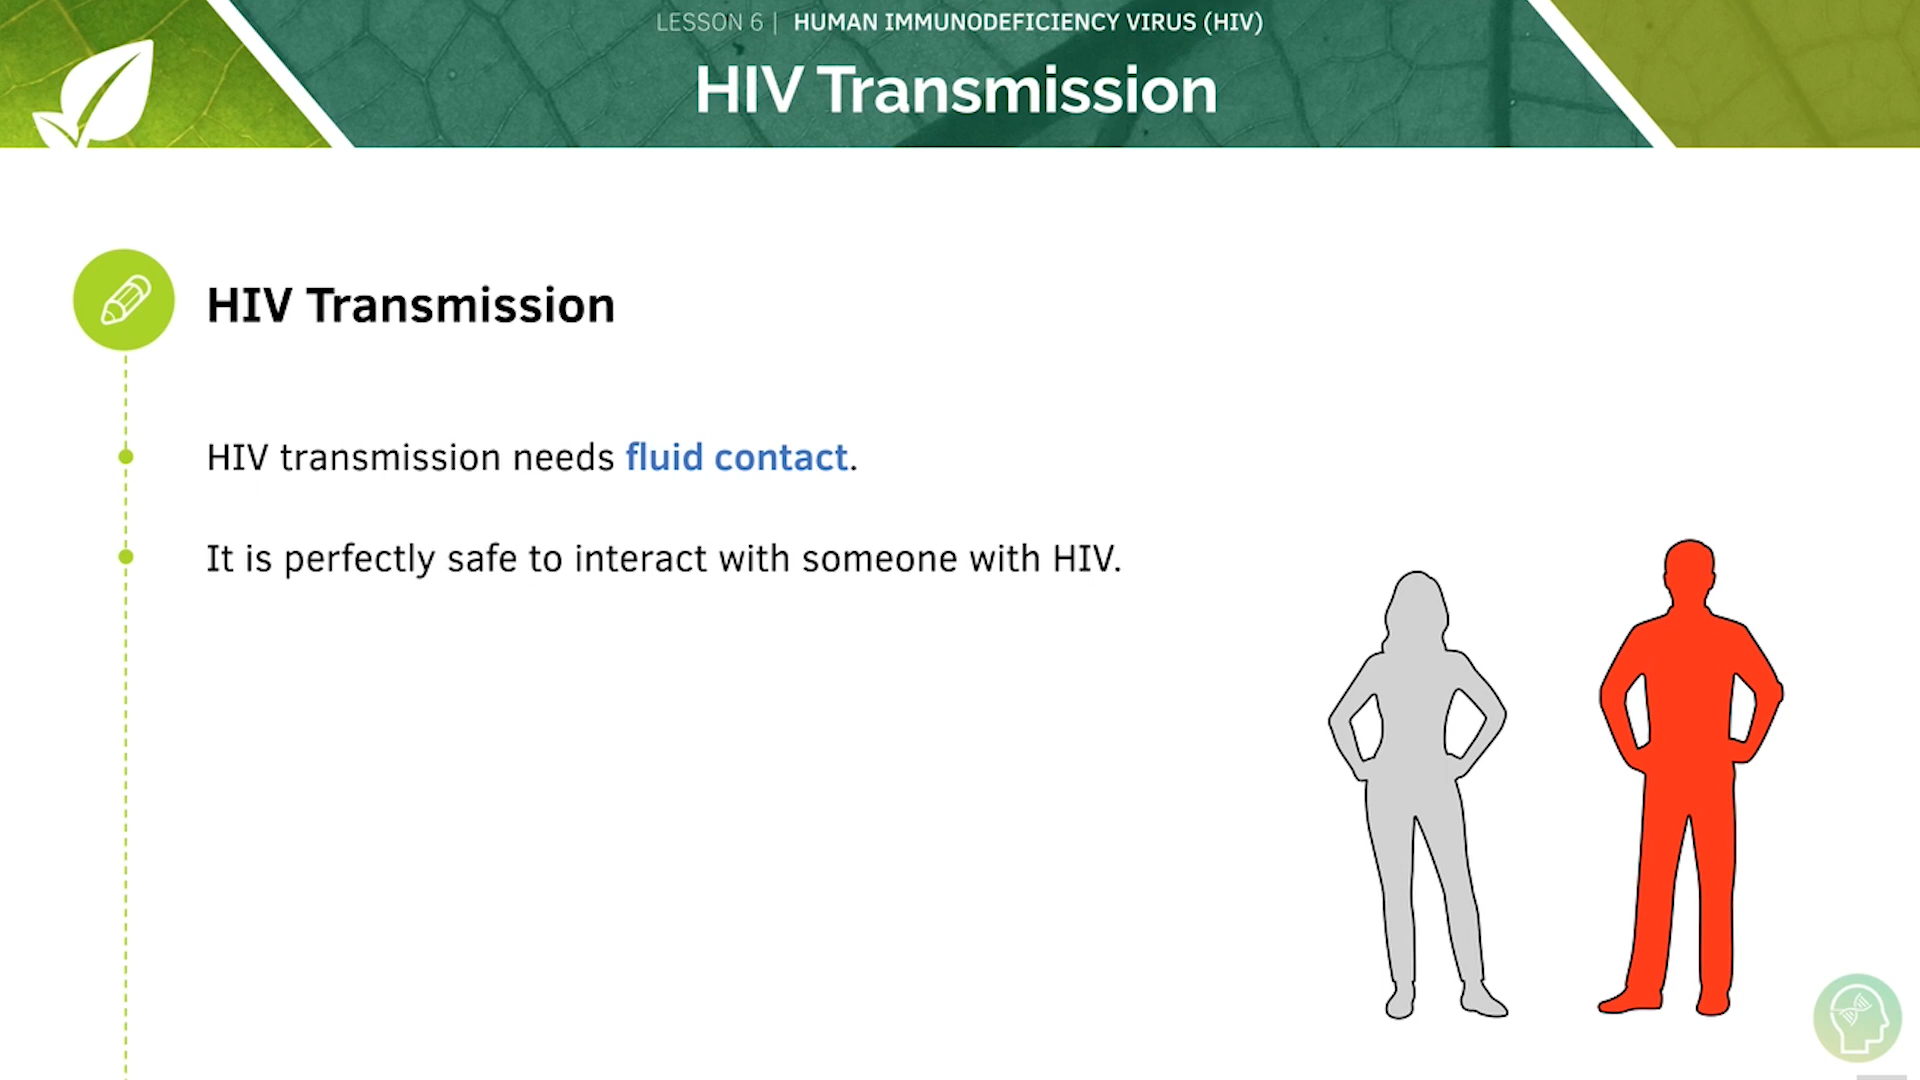 LESSON 6 | HUMAN IMMUNODEFICIENCY VIRUS (HIV)
HIV Transmission
HIV Transmission
HIV transmission needs fluid contact.
It is perfectly safe to interact with someone with HIV.